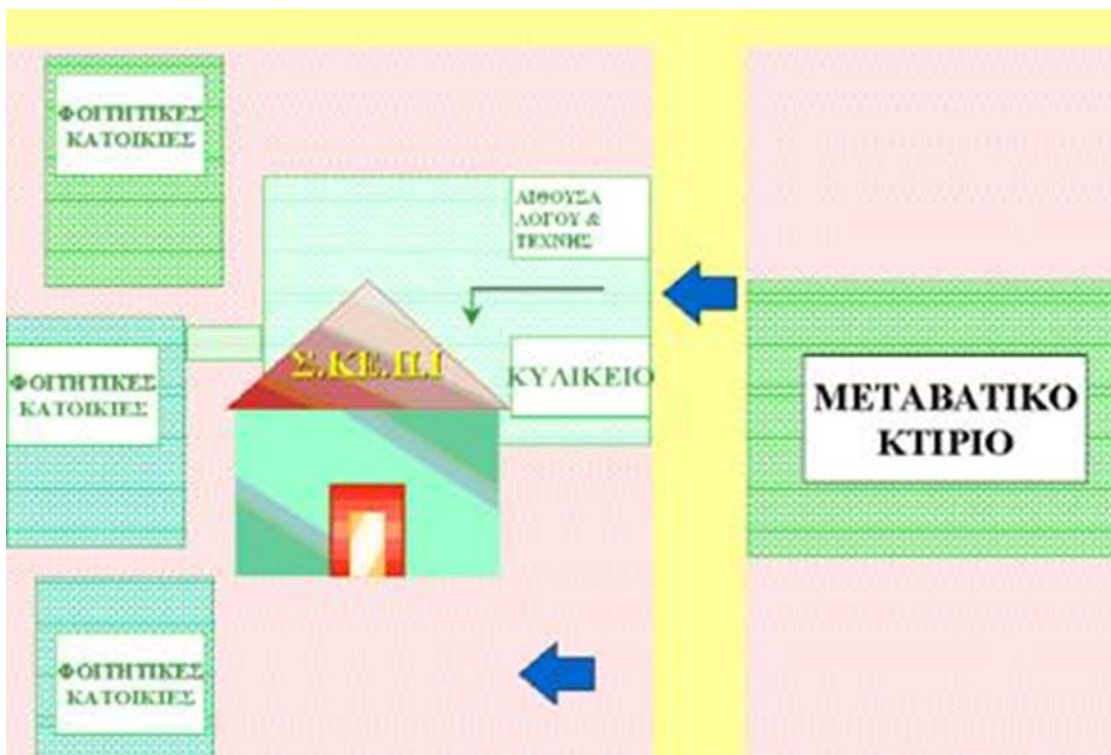 ΦΟΙΤΗΤΙΚΕΣ
ΚΑΤΟΙΚΙΕΣ
ΑΙΘΟΥΣΑ
ΛΟΓΟΥ &
ΤΕΧΝΗΣ
Σ.ΚΕ.Π.Ι
ΚΥΛΙΚΕΙΟ
ΦΟΙΤΗΤΙΚΕΣ
ΚΑΤΟΙΚΙΕΣ
ΜΕΤΑΒΑΤΙΚΟ
ΚΤΙΡΙΟ
ΦΟΙΤΗΤΙΚΕΣ
ΚΑΤΟΙΚΙΕΣ